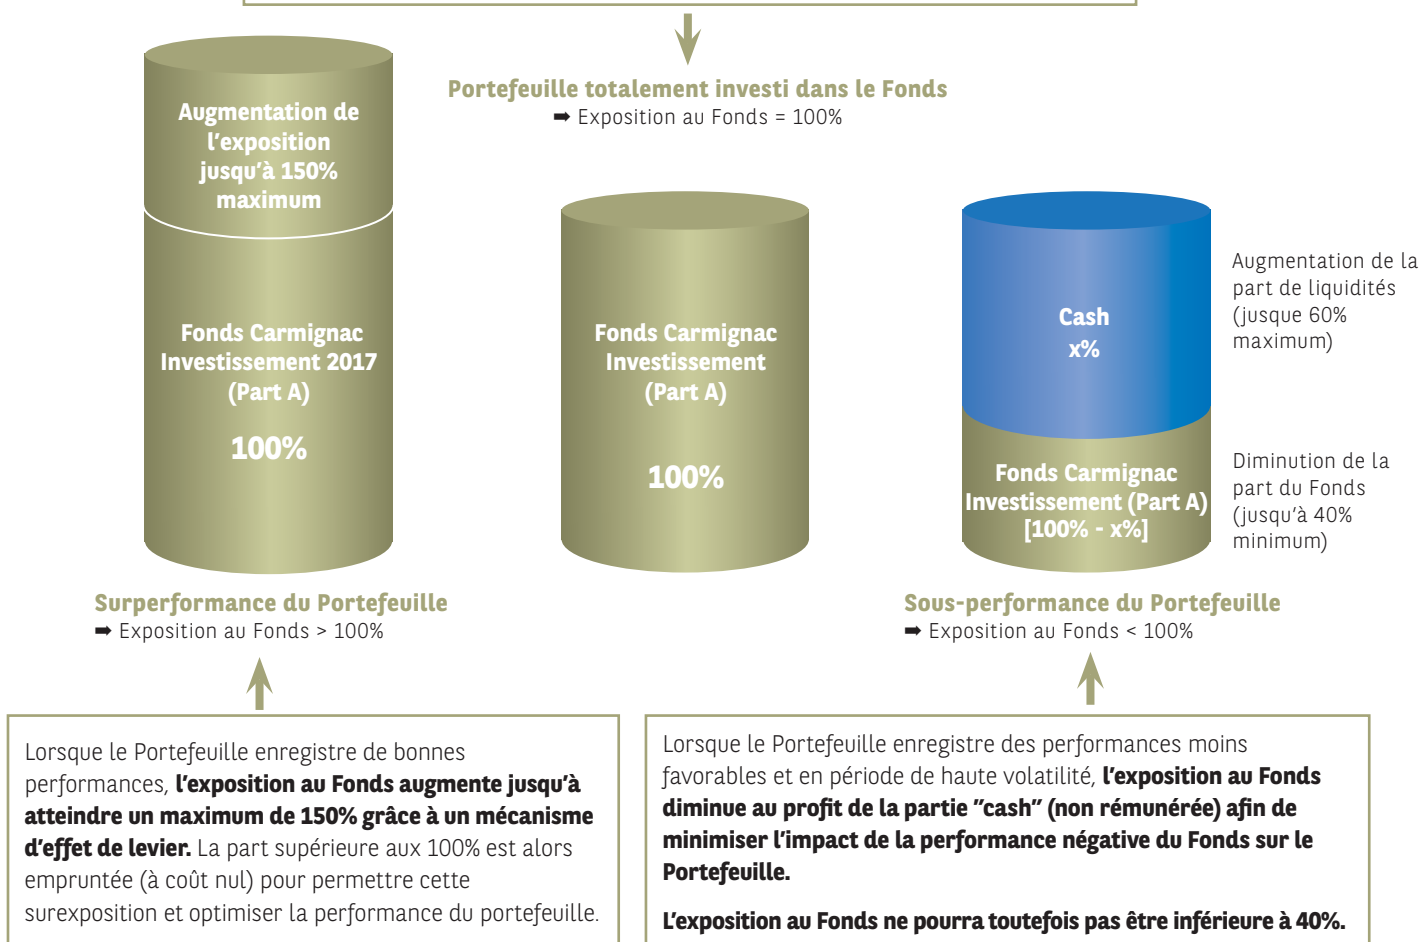 Portefeuille totalement investi dans le Fonds
➡ Exposition au Fonds = 100%
Augmentation de
l'exposition
jusqu'à 150%
maximum
Fonds Carmignac
Investissement 2017
(Part A)
100%
Fonds Carmignac
Investissement
(Part A)
100%
Cash
x%
Fonds Carmignac
Investissement (Part A)
[100% - x%]
Augmentation de la
part de liquidités
(jusque 60%
maximum)
Diminution de la
part du Fonds
(jusqu'à 40%
minimum)
Surperformance du Portefeuille
➡ Exposition au Fonds > 100%
Sous-performance du Portefeuille
➡ Exposition au Fonds < 100%
Lorsque le Portefeuille enregistre de bonnes
performances, l'exposition au Fonds augmente jusqu'à
atteindre un maximum de 150% grâce à un mécanisme
d'effet de levier. La part supérieure aux 100% est alors
empruntée (à coût nul) pour permettre cette
surexposition et optimiser la performance du portefeuille.
Lorsque le Portefeuille enregistre des performances moins
favorables et en période de haute volatilité, l'exposition au Fonds
diminue au profit de la partie "cash" (non rémunérée) afin de
minimiser l'impact de la performance négative du Fonds sur le
Portefeuille.
L'exposition au Fonds ne pourra toutefois pas être inférieure à 40%.